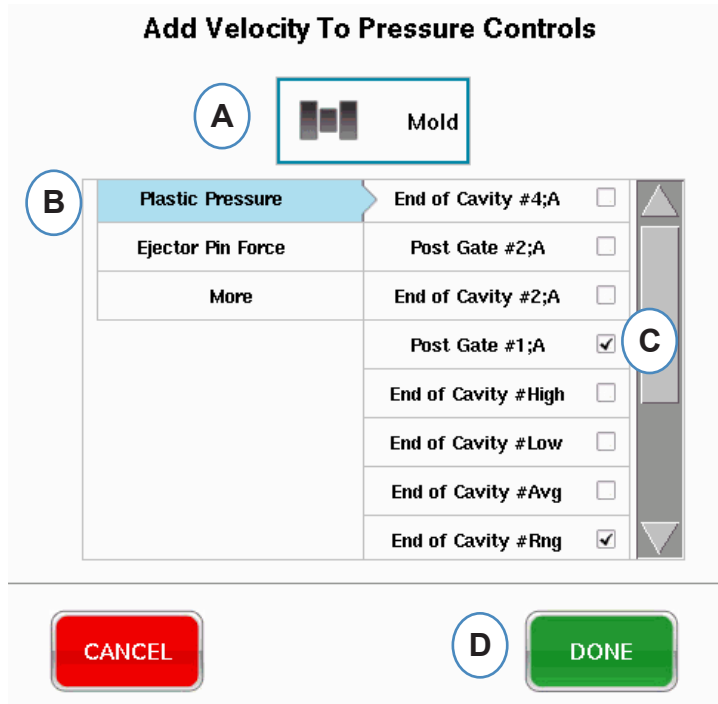 Add Velocity To Pressure Controls
A
Mold
B
Plastic Pressure
End of Cavity #4;A
Ejector Pin Force
Post Gate #2;A
More
End of Cavity #2;A
Post Gate #1;A
C
End of Cavity #High
End of Cavity #Low
End of Cavity #Avg
End of Cavity #Rng
CANCEL
D
DONE